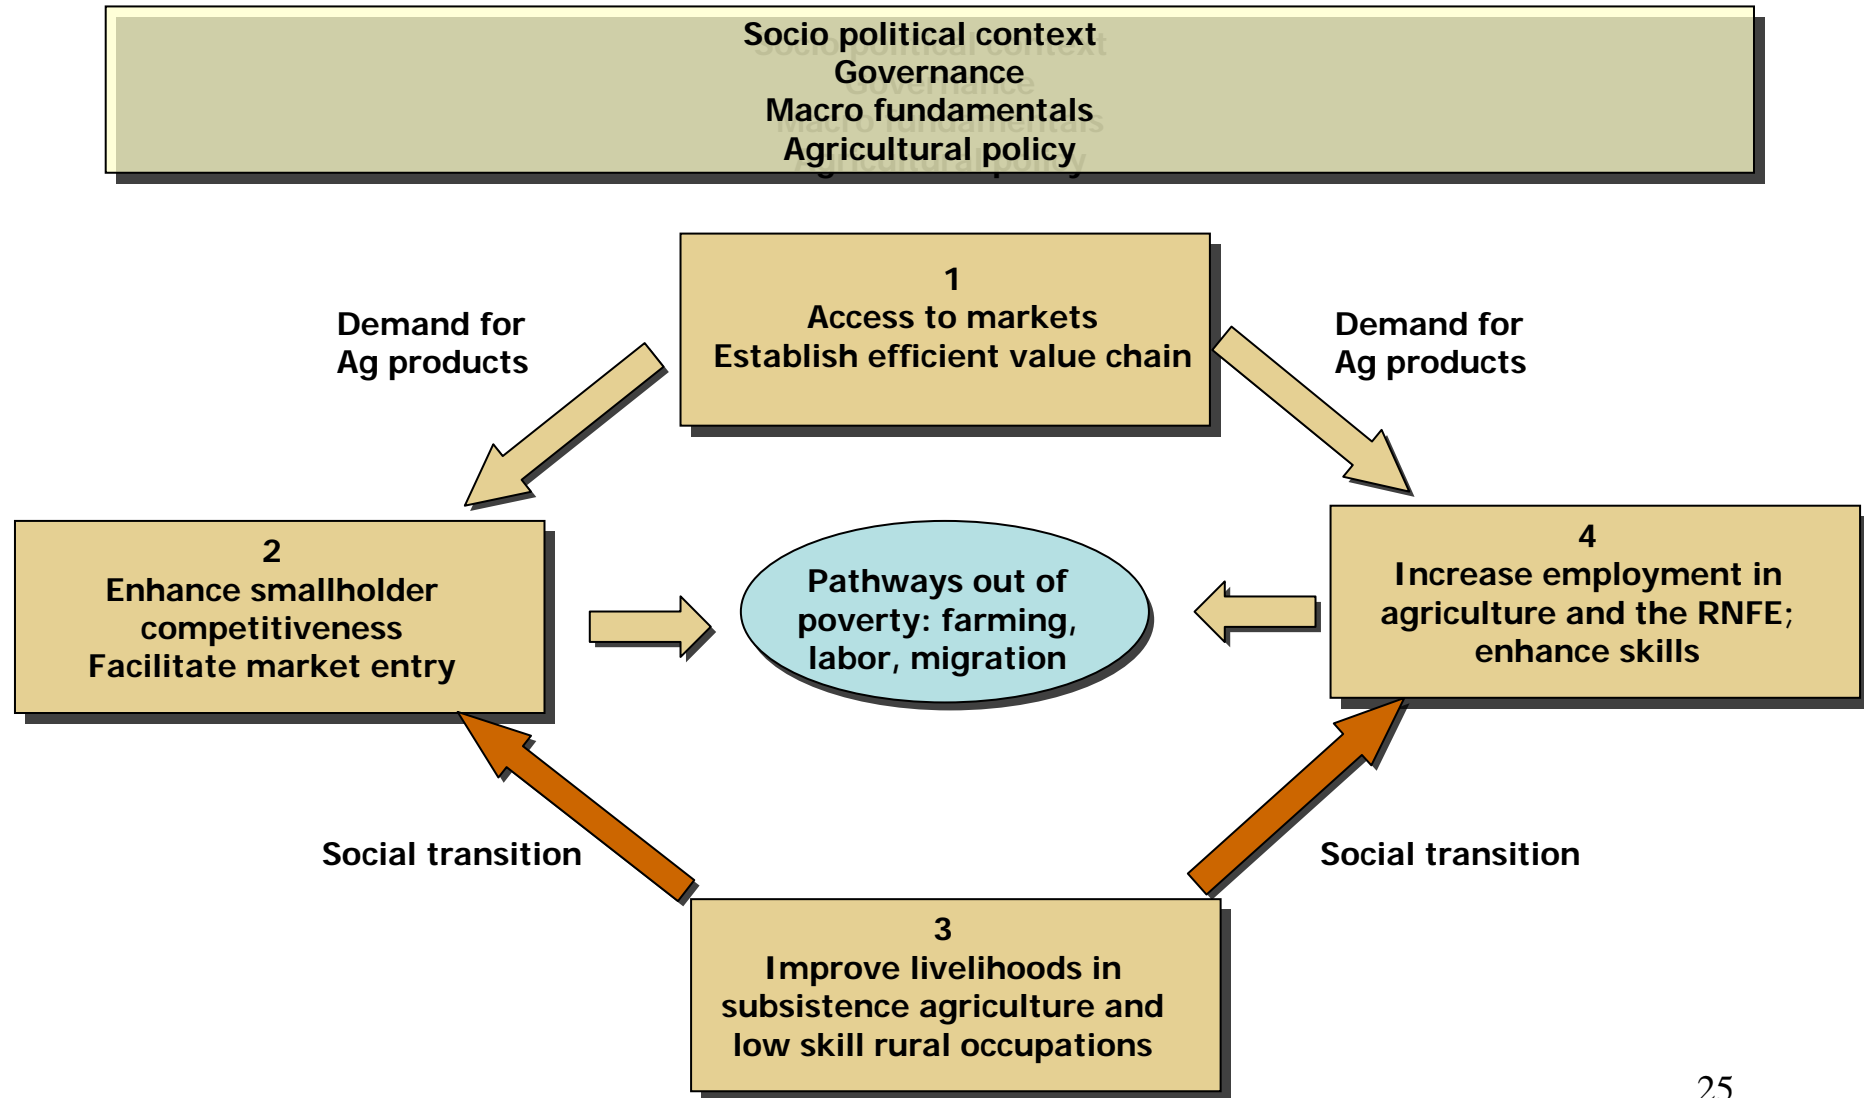 Socio political context
Governance
Macro fundamentals
Agricultural policy
1
Access to markets
Establish efficient value chain
Demand for
Ag products
Demand for
Ag products
2
Enhance smallholder
competitiveness
Facilitate market entry
Pathways out of
poverty: farming,
labor, migration
4
Increase employment in
agriculture and the RNFE;
enhance skills
Social transition
Social transition
3
Improve livelihoods in
subsistence agriculture and
low skill rural occupations
25